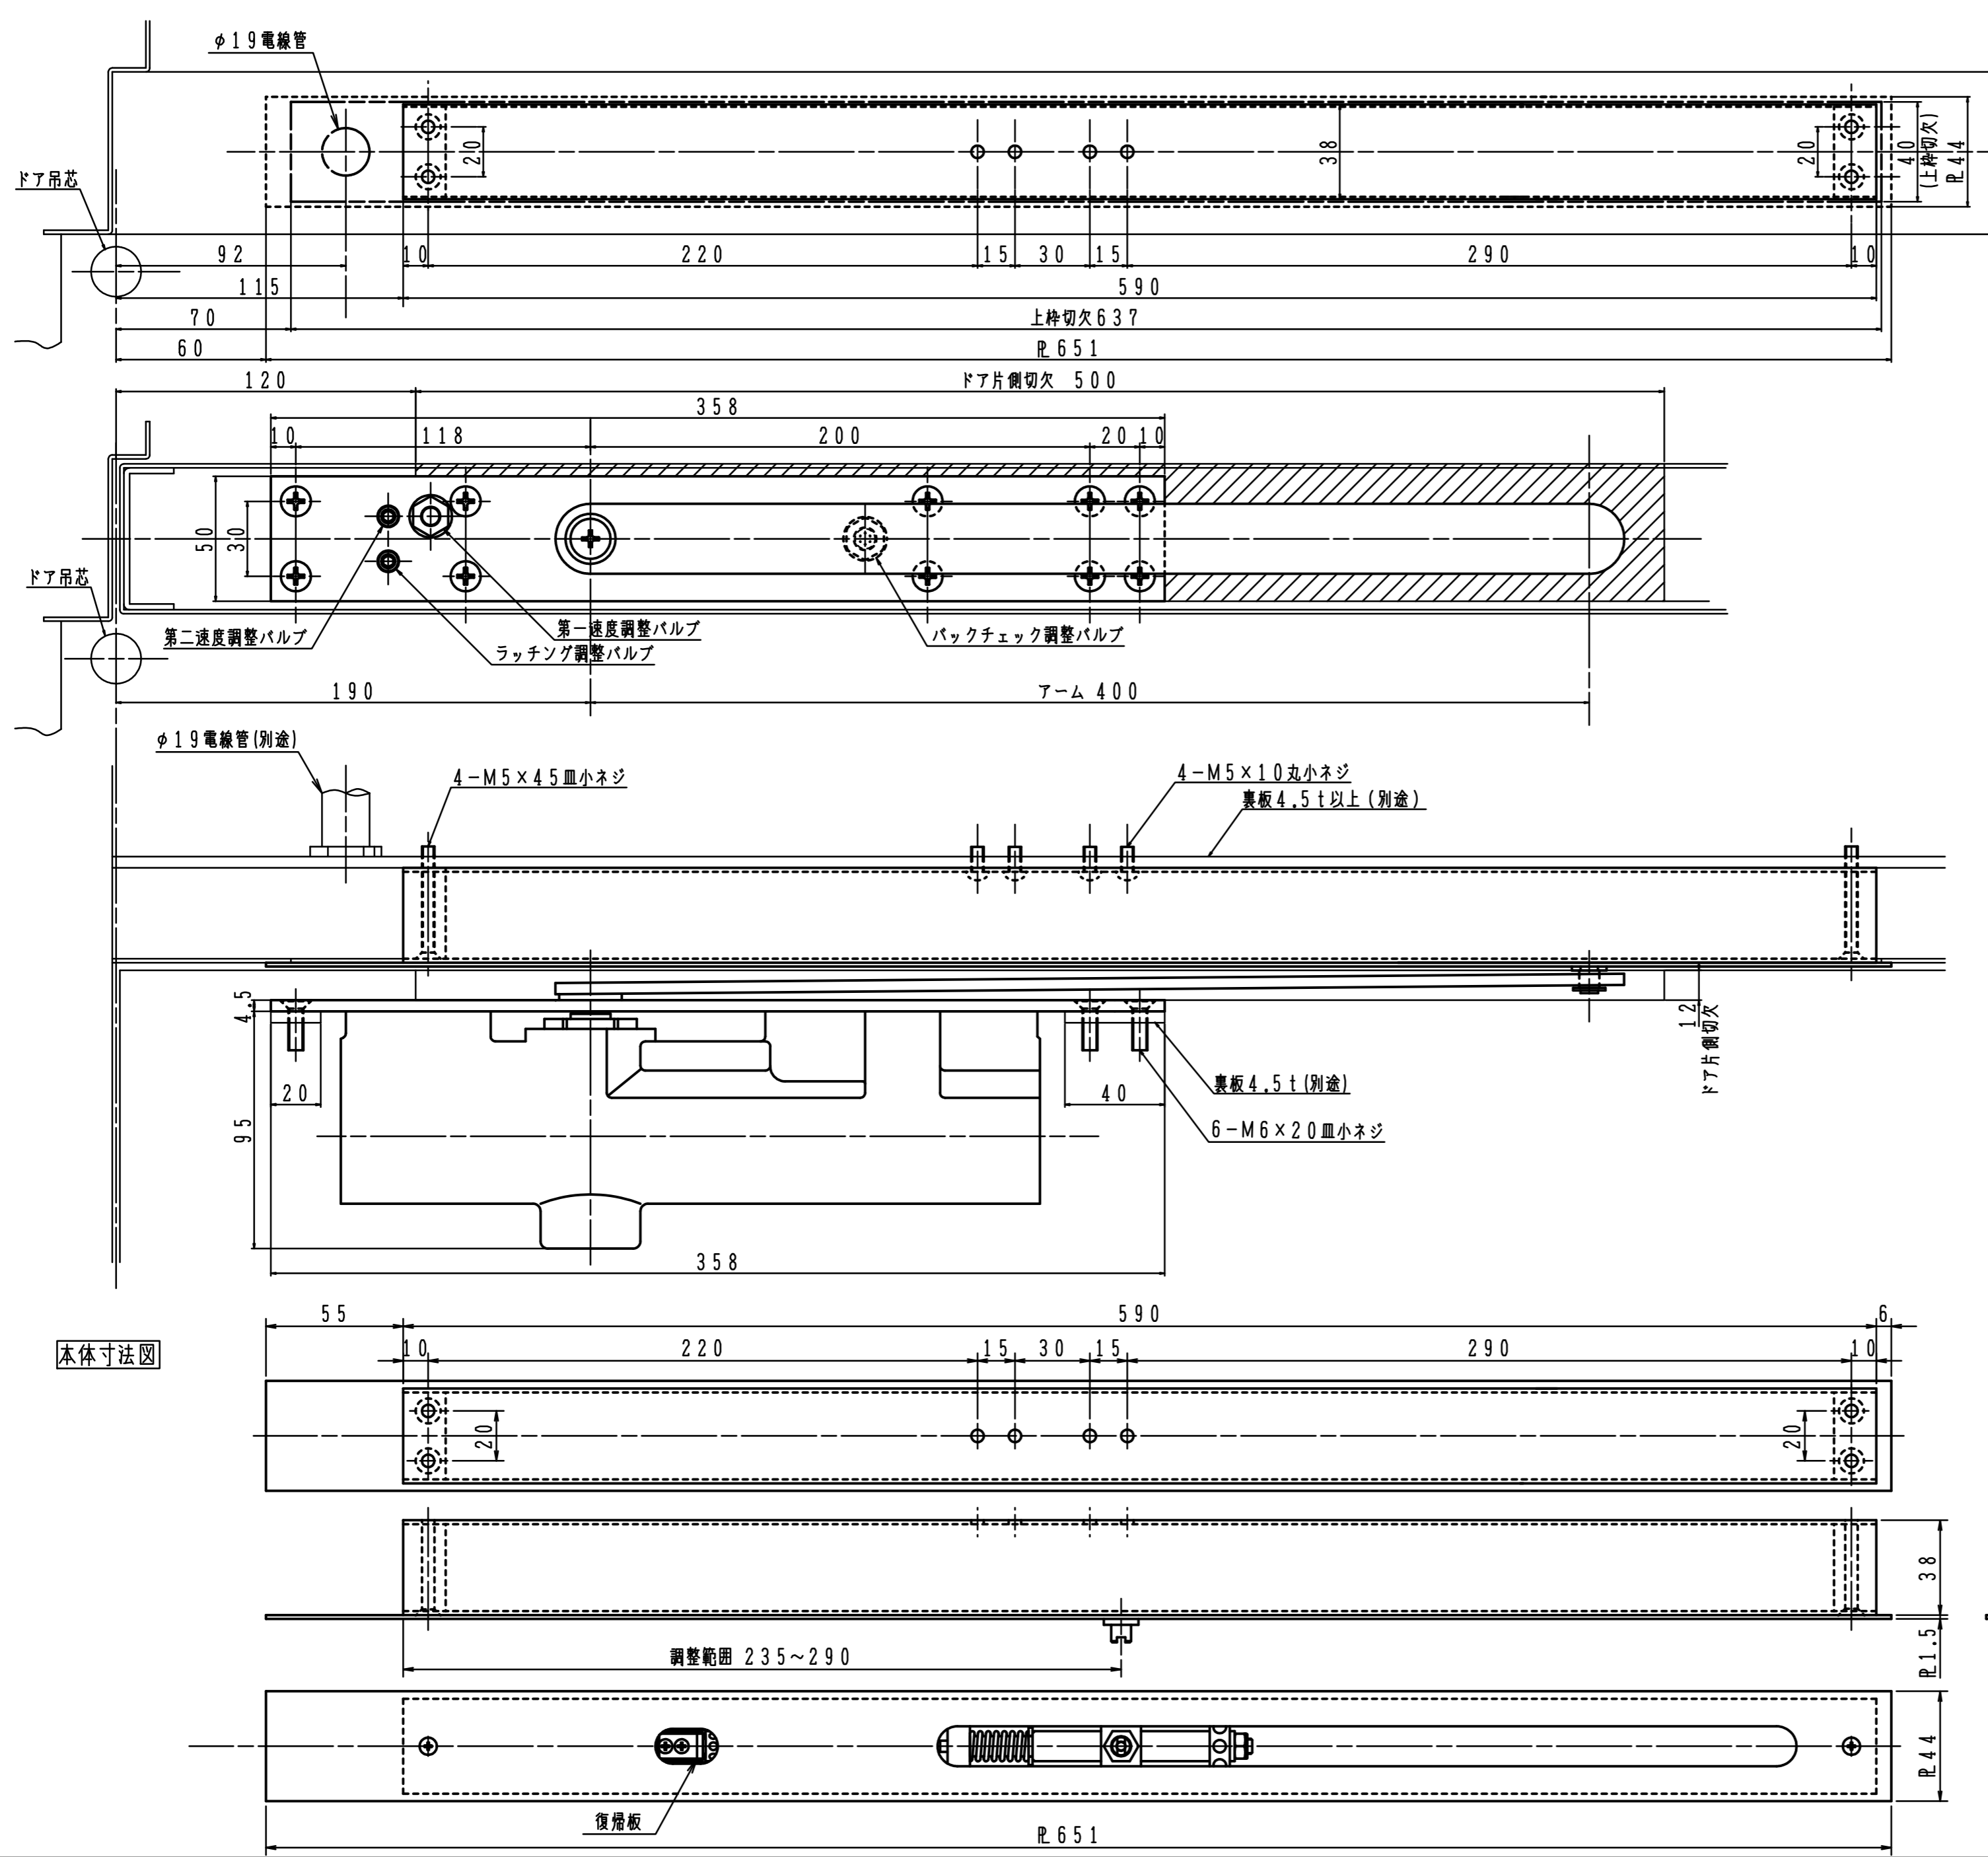 φ19電線管
ドア吊芯
20
38
20
40
(上枠切欠)
PL44
92
10
220
15
30
15
290
10
115
590
70
上枠切欠637
60
PL651
120
ドア片側切欠 500
358
10
118
200
20
10
50
30
ドア吊芯
第二速度調整バルブ
第一速度調整バルブ
ラッチング調整バルブ
バックチェック調整バルブ
190
アーム 400
φ19電線管(別途)
4-M5×45皿小ネジ
4-M5×10丸小ネジ
裏板4.5t以上(別途)
4.5
12
ドア片側切欠
20
40
裏板4.5t(別途)
6-M6×20皿小ネジ
95
358
本体寸法図
55
590
6
10
220
15
30
15
290
10
20
20
38
PL1.5
調整範囲 235~290
PL44
復帰板
PL651